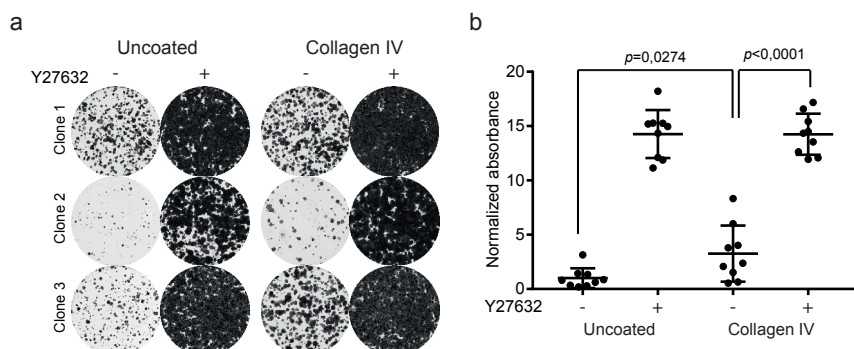 a
Uncoated Collagen IV
Y27632 - + - +
Clone 1
Clone 2
Clone 3
b
p=0,0274 p<0,0001
20
15
10
5
0
Normalized absorbance
Y27632 - + - +
Uncoated Collagen IV